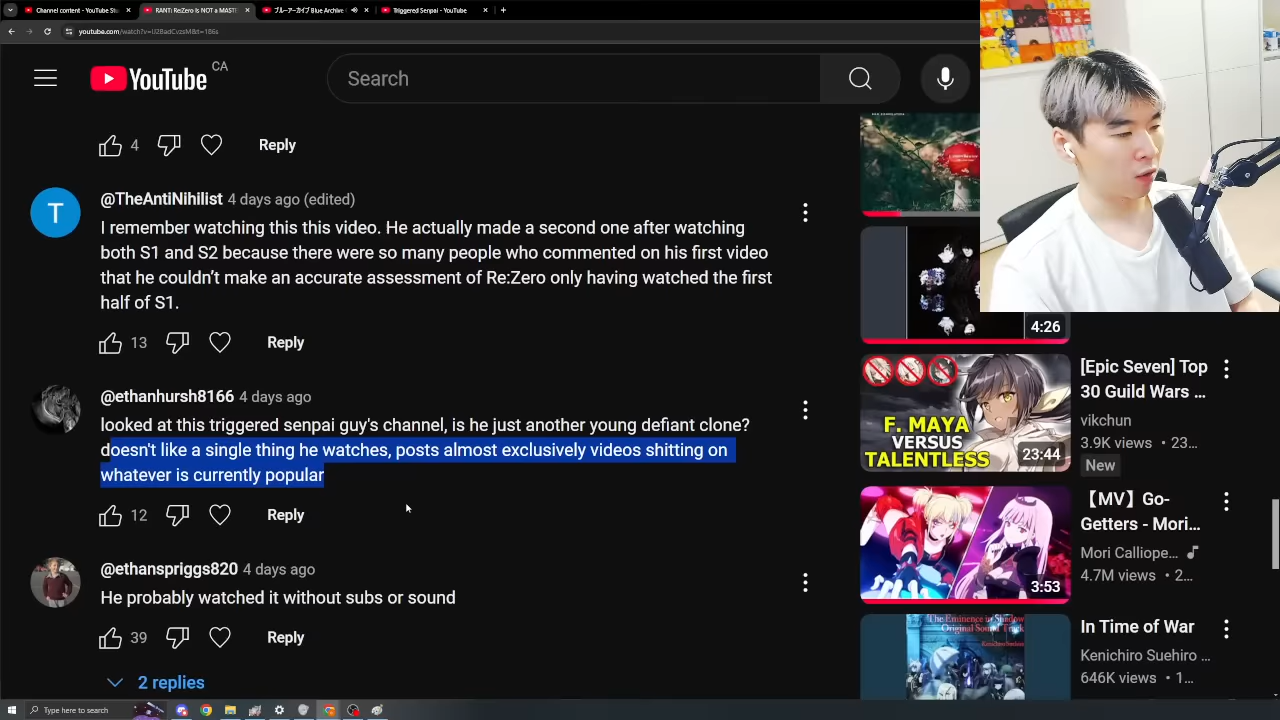 Channel content - YouTube Stu
RANT: Re:Zero Is NOT a MAST
ブルーアーカイブ Blue Archive
Triggered Senpai - YouTube
YouTube CA
Search
4
Reply
@TheAntiNihilist 4 days ago (edited)
T
I remember watching this this video. He actually made a second one after watching
both S1 and S2 because there were so many people who commented on his first video
that he couldn’t make an accurate assessment of Re:Zero only having watched the first
half of S1.
13
Reply
@ethanhursh8166 4 days ago
looked at this triggered senpai guy's channel, is he just another young defiant clone?
doesn't like a single thing he watches, posts almost exclusively videos shitting on
whatever is currently popular
12
Reply
@ethanspriggs820 4 days ago
He probably watched it without subs or sound
39
Reply
2 replies
4:26
F. MAYA
VERSUS
TALENTLESS
23:44
[Epic Seven] Top
30 Guild Wars ...
vikchun
3.9K views • 23...
New
3:53
【MV】Go-
Getters - Mori...
Mori Calliope...
4.7M views • 2...
The Eminence in Shadow
Original Sound Track
In Time of War
Kenichiro Suehiro ...
646K views • 1...
Type here to search